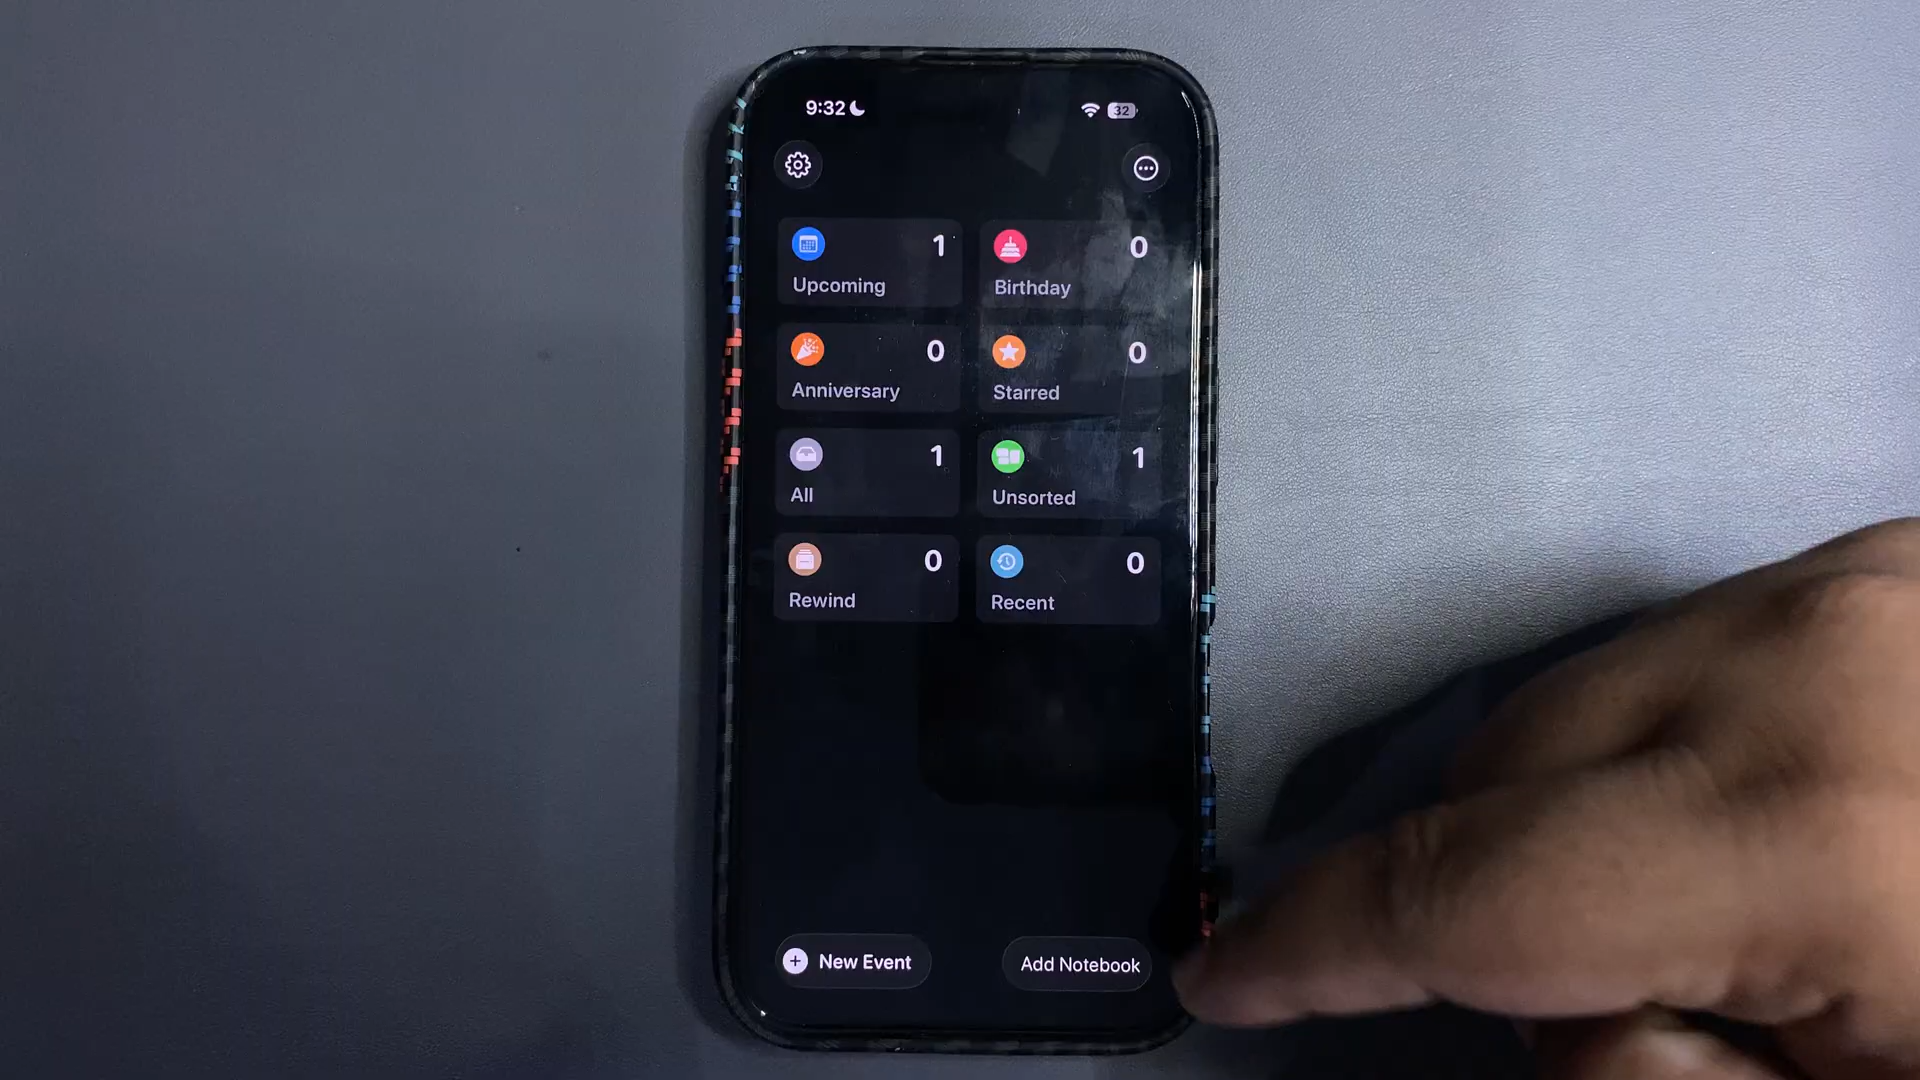 9:32 32
1 0
Upcoming Birthday
0 0
Anniversary Starred
1 1
All Unsorted
0 0
Rewind Recent
New Event Add Notebook